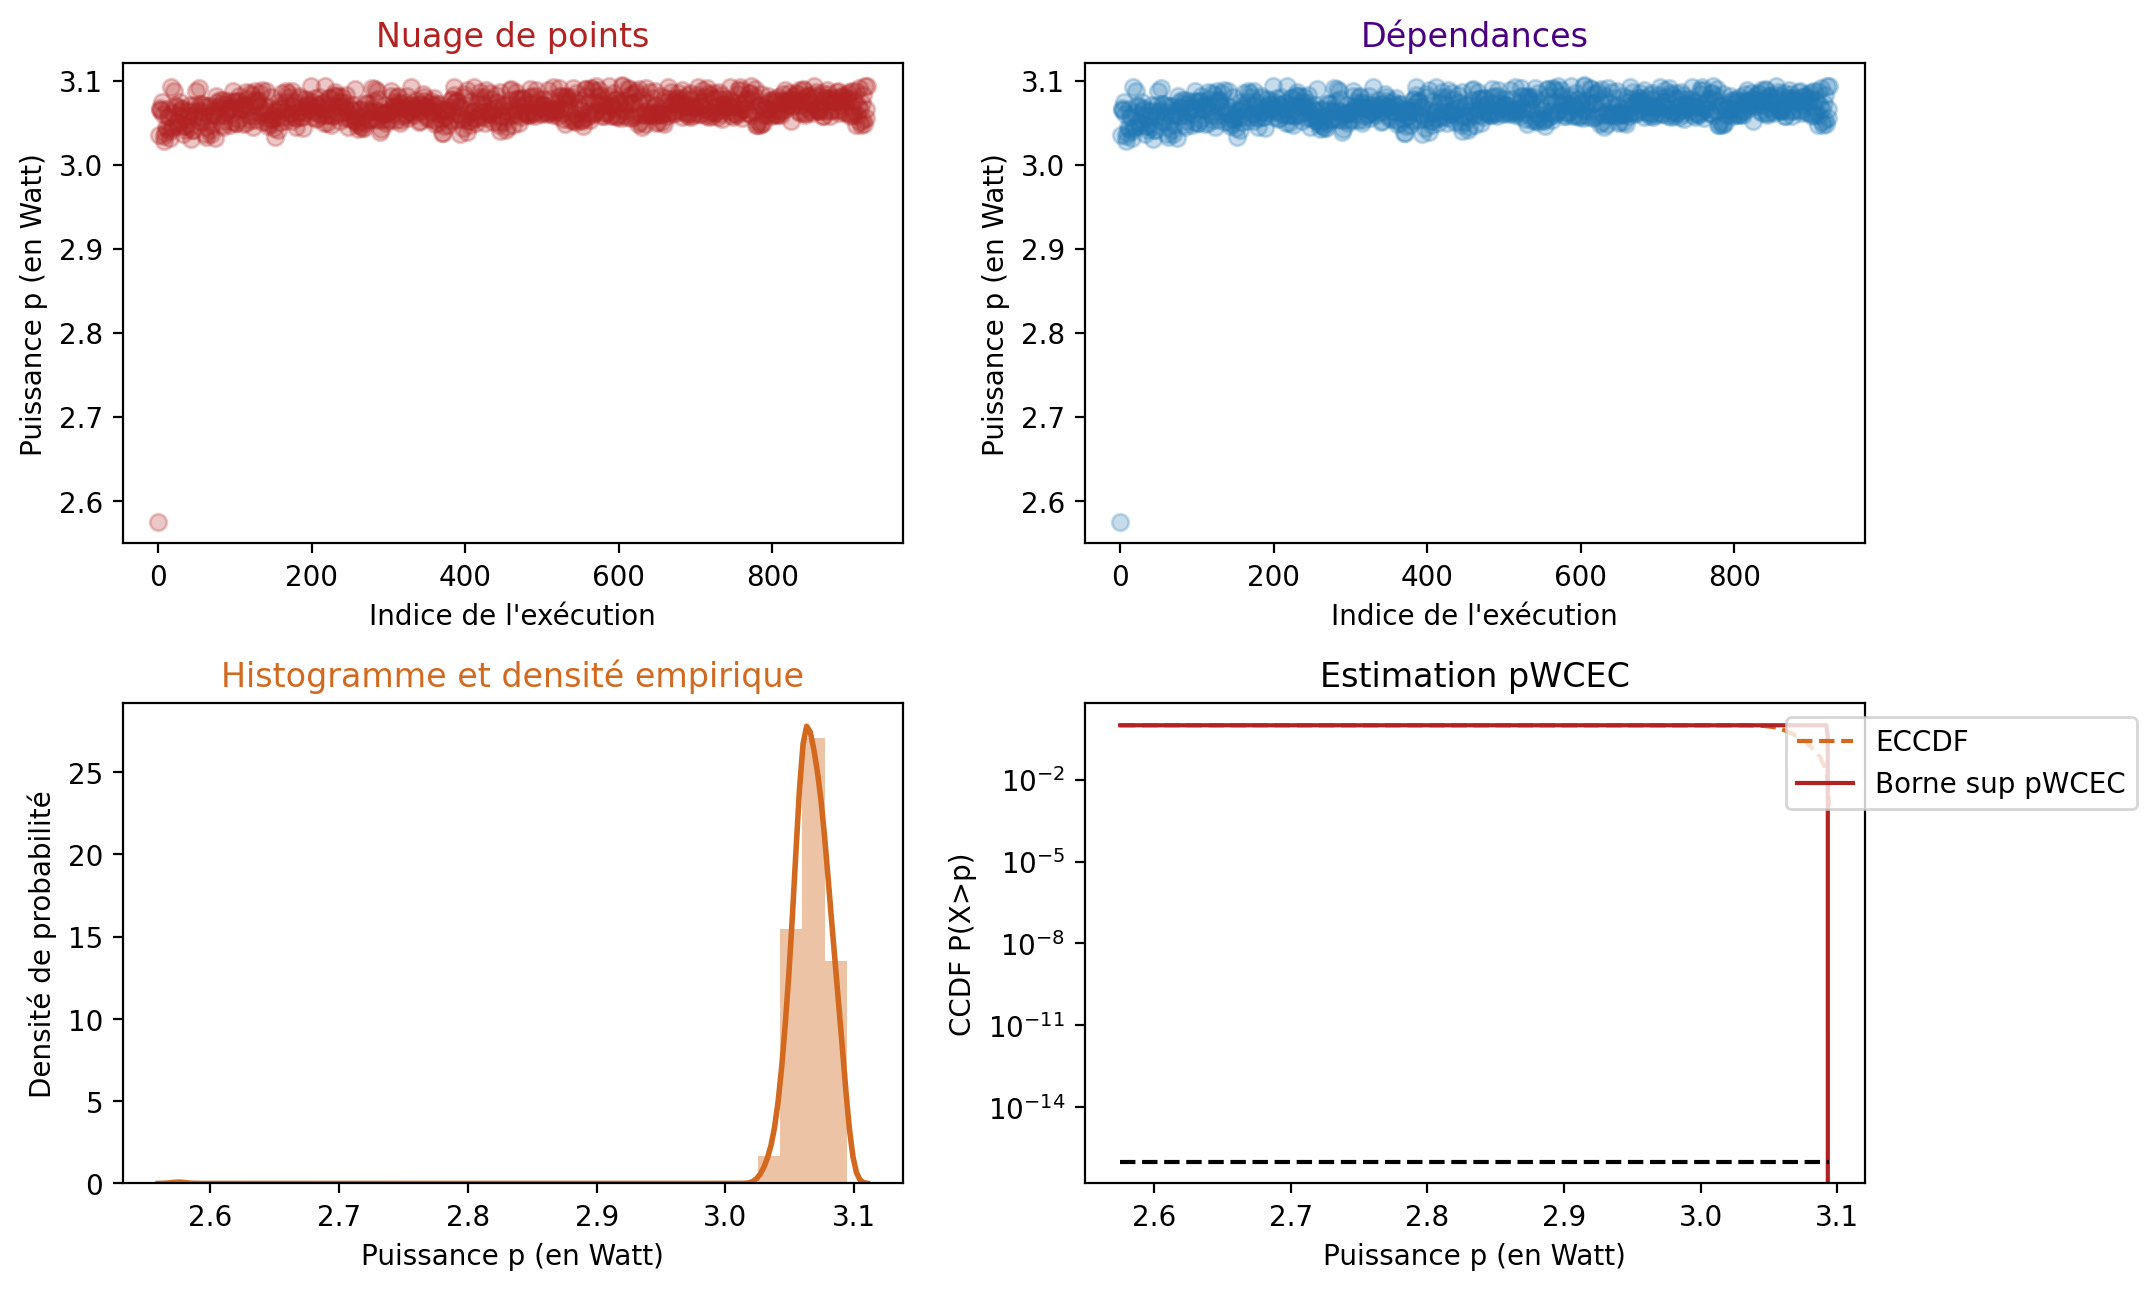 Nuage de points
3.1
3.0
2.9
2.8
2.7
2.6
Puissance p (en Watt)
0 200 400 600 800
Indice de l'exécution
Dépendances
3.1
3.0
2.9
2.8
2.7
2.6
Puissance p (en Watt)
0 200 400 600 800
Indice de l'exécution
Histogramme et densité empirique
25
20
15
10
5
0
Densité de probabilité
2.6 2.7 2.8 2.9 3.0 3.1
Puissance p (en Watt)
Estimation pWCEC
ECCDF
Borne sup pWCEC
10⁻²
10⁻⁵
10⁻⁸
10⁻¹¹
10⁻¹⁴
CCDF P(X>p)
2.6 2.7 2.8 2.9 3.0 3.1
Puissance p (en Watt)